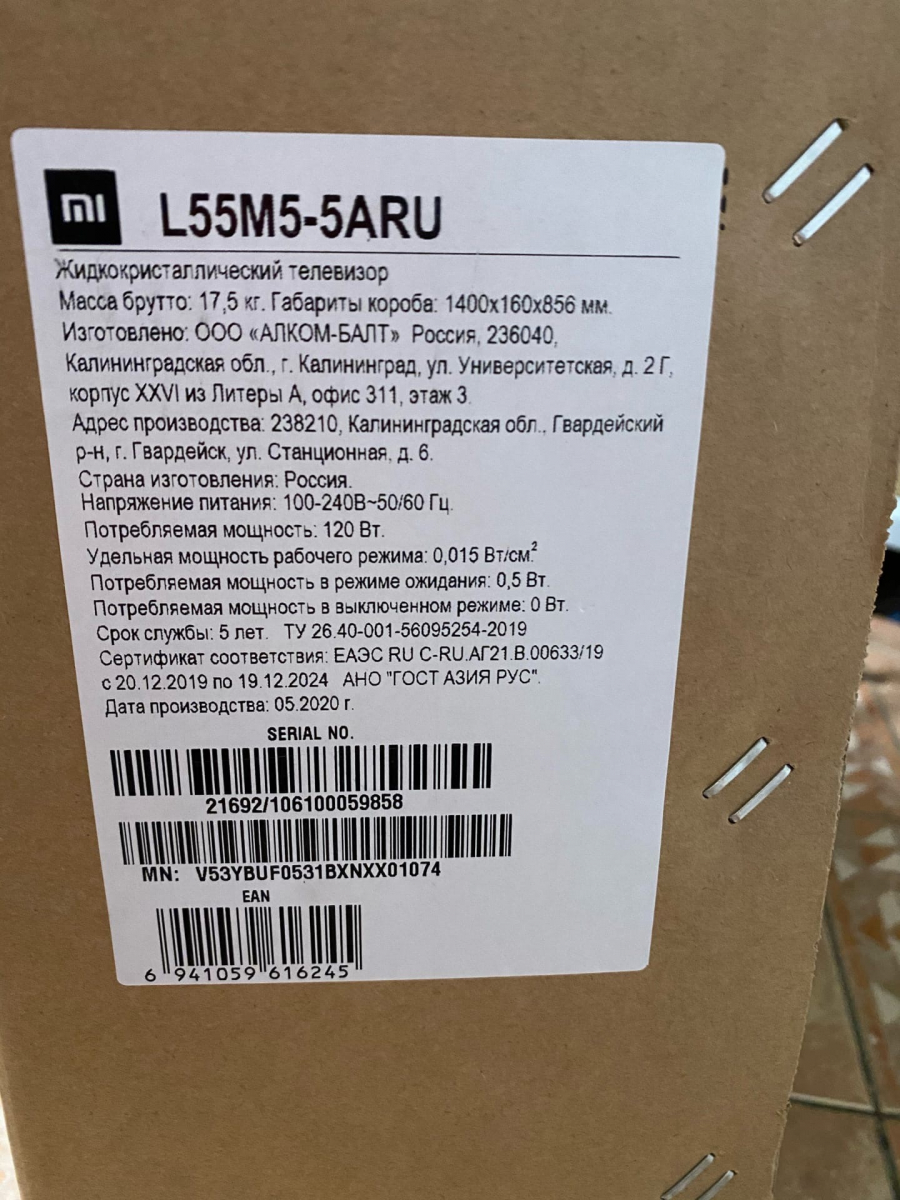 mi L55M5-5ARU
Жидкокристаллический телевизор
Масса брутто: 17,5 кг. Габариты короба: 1400х160х856 мм.
Изготовлено: ООО «АЛКОМ-БАЛТ» Россия, 236040,
Калининградская обл., г. Калининград, ул. Университетская, д. 2 Г,
корпус XXVI из Литеры А, офис 311, этаж 3.
Адрес производства: 238210, Калининградская обл., Гвардейский
р-н, г. Гвардейск, ул. Станционная, д. 6.
Страна изготовления: Россия.
Напряжение питания: 100-240В~50/60 Гц.
Потребляемая мощность: 120 Вт.
Удельная мощность рабочего режима: 0,015 Вт/см²
Потребляемая мощность в режиме ожидания: 0,5 Вт.
Потребляемая мощность в выключенном режиме: 0 Вт.
Срок службы: 5 лет. ТУ 26.40-001-56095254-2019
Сертификат соответствия: ЕАЭС RU С-RU.АГ21.В.00633/19
с 20.12.2019 по 19.12.2024 АНО "ГОСТ АЗИЯ РУС".
Дата производства: 05.2020 г.
SERIAL NO.
21692/106100059858
MN: V53YBUF0531BXNXX01074
EAN
6 941059 616245